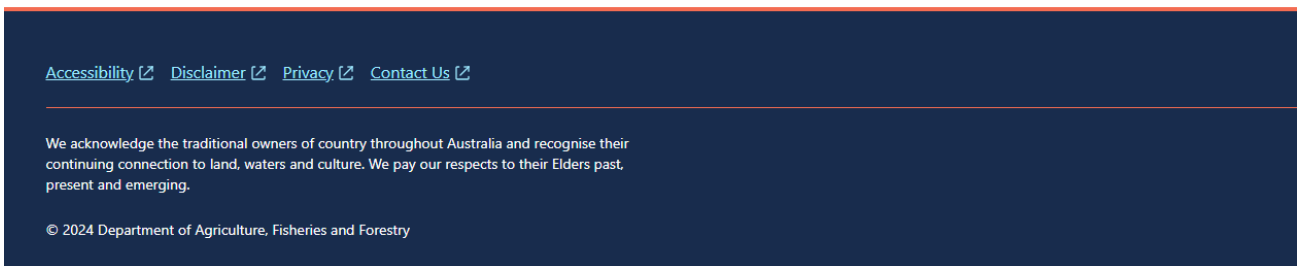 Accessibility Disclaimer Privacy Contact Us
We acknowledge the traditional owners of country throughout Australia and recognise their
continuing connection to land, waters and culture. We pay our respects to their Elders past,
present and emerging.
© 2024 Department of Agriculture, Fisheries and Forestry